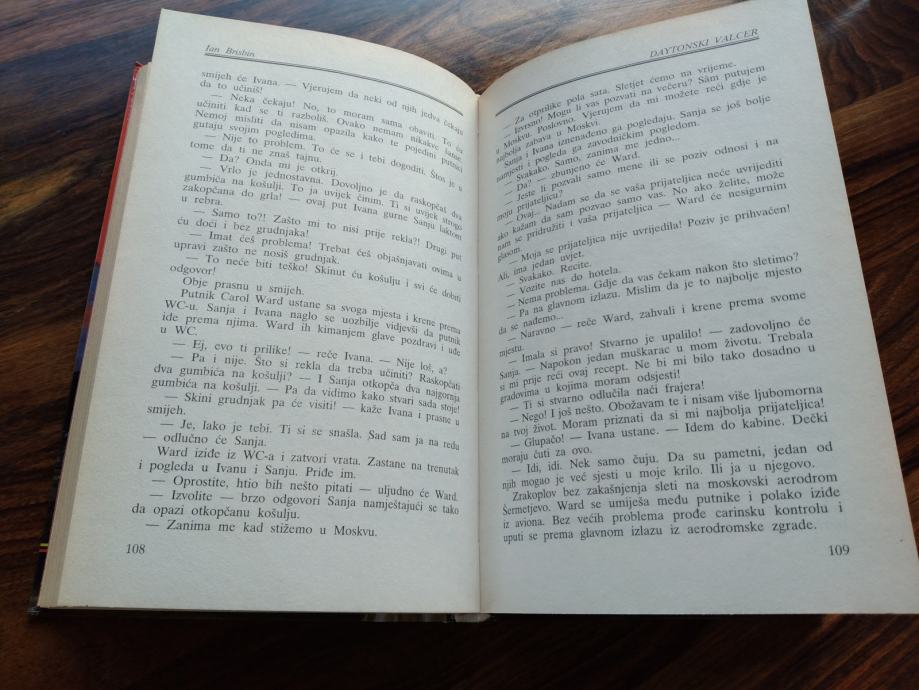 Ian Brisbin
smijeh će Ivana. — Vjerujem da neki od njih jedva čekaju
da to učiniš!
— Neka čekaju! No, to moram sama obaviti. To ću
učiniti kad se ti razboliš. Ovako nemam nikakve šanse.
Nemoj misliti da nisam opazila kako te pojedini putnici
gutaju svojim pogledima.
— Nije to problem. To će se i tebi dogoditi. Štos je u
tome da ti ne znaš tajnu.
— Da? Onda mi je otkrij.
— Vrlo je jednostavna. Dovoljno je da raskopčaš dva
gumbića na košulji. To ja uvijek činim. Ti si uvijek strogo
zakopčana do grla! — ovaj put Ivana gurne Sanju laktom
u rebra.
— Samo to?! Zašto mi to nisi prije rekla?! Drugi put
ću doći i bez grudnjaka!
— Imat ćeš problema! Trebat ćeš objašnjavati ovima u
upravi zašto ne nosiš grudnjak.
— To neće biti teško! Skinut ću košulju i svi će dobiti
odgovor!
Obje prasnu u smijeh.
Putnik Carol Ward ustane sa svoga mjesta i krene prema
WC-u. Sanja i Ivana naglo se uozbilje vidjevši da putnik
ide prema njima. Ward ih kimanjem glave pozdravi i uđe
u WC.
— Ej, evo ti prilike! — reče Ivana. — Nije loš, a?
— Pa i nije. Što si rekla da treba učiniti? Raskopčati
dva gumbića na košulji? — I Sanja otkopča dva najgornja
gumbića na košulji. — Pa da vidimo kako stvari sada stoje!
— Skini grudnjak pa će visiti! — kaže Ivana i prasne u
smijeh.
— Je, lako je tebi. Ti si se snašla. Sad sam ja na redu
— odlučno će Sanja.
Ward iziđe iz WC-a i zatvori vrata. Zastane na trenutak
i pogleda u Ivanu i Sanju. Priđe im.
— Oprostite, htio bih nešto pitati — uljudno će Ward.
— Izvolite — brzo odgovori Sanja namještajući se tako
da opazi otkopčanu košulju.
— Zanima me kad stižemo u Moskvu.
108
DAYTONSKI VALCER
— Za otprilike pola sata. Sletjet ćemo na vrijeme.
— Izvrsno! Mogu li vas pozvati na večeru? Sâm putujem
u Moskvu. Poslovno. Vjerujem da mi možete reći gdje je
najbolja zabava u Moskvi.
Sanja i Ivana iznenađeno ga pogledaju. Sanja se još bolje
namjesti i pogleda ga zavodničkim pogledom.
— Svakako. Samo, zanima me jedno...
— Da? — zbunjeno će Ward.
— Jeste li pozvali samo mene ili se poziv odnosi i na
moju prijateljicu?
— Ovaj... Nadam se da se vaša prijateljica neće uvrijediti
ako kažem da sam pozvao samo vas. No ako želite, može
nam se pridružiti i vaša prijateljica — Ward će nesigurnim
glasom.
— Moja se prijateljica nije uvrijedila! Poziv je prihvaćen!
Ali, ima jedan uvjet.
— Svakako. Recite.
— Vozite nas do hotela.
— Nema problema. Gdje da vas čekam nakon što sletimo?
— Pa na glavnom izlazu. Mislim da je to najbolje mjesto
da se nađemo...
— Naravno — reče Ward, zahvali i krene prema svome
mjestu.
— Imala si pravo! Stvarno je upalilo! — zadovoljno će
Sanja. — Napokon jedan muškarac u mom životu. Trebala
si mi prije reći ovaj recept. Ne bi mi bilo tako dosadno u
gradovima u kojima moram odsjesti!
— Ti si stvarno odlučila naći frajera!
— Nego! I još nešto. Obožavam te i nisam više ljubomorna
na tvoj život. Moram priznati da si mi najbolja prijateljica!
— Glupačo! — Ivana ustane. — Idem do kabine. Dečki
moraju čuti za ovo.
— Idi, idi. Nek samo čuju. Da su pametni, jedan od
njih mogao je već sjesti u moje krilo. Ili ja u njegovo.
Zrakoplov bez zakašnjenja sleti na moskovski aerodrom
Šermetjevo. Ward se umiješa među putnike i polako iziđe
iz aviona. Bez većih problema prođe carinsku kontrolu i
uputi se prema glavnom izlazu iz aerodromske zgrade.
109